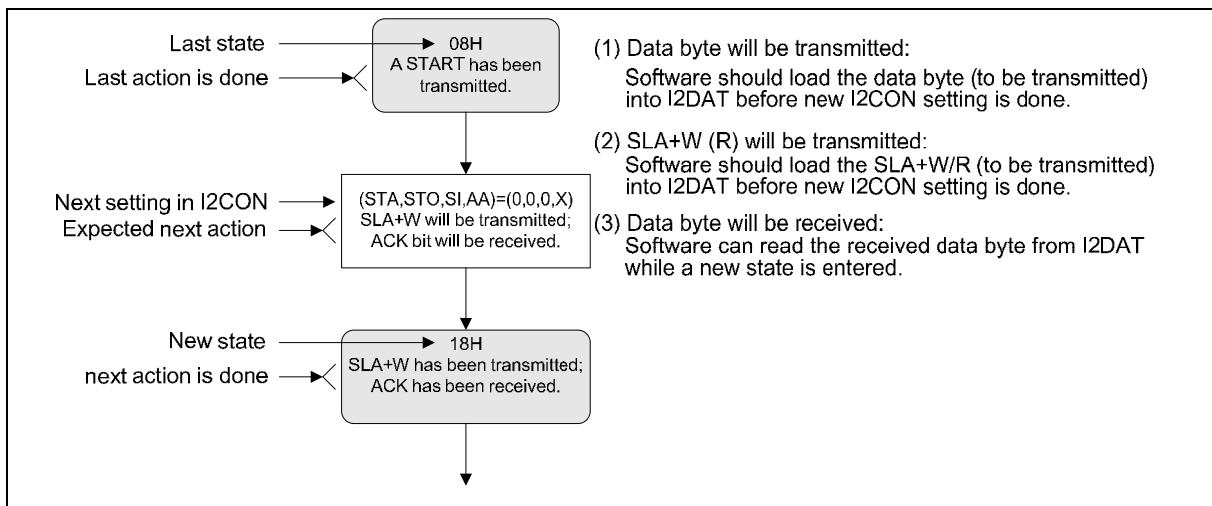 Last state
Last action is done
08H
A START has been
transmitted.
Next setting in I2CON
Expected next action
(STA,STO,SI,AA)=(0,0,0,X)
SLA+W will be transmitted;
ACK bit will be received.
New state
next action is done
18H
SLA+W has been transmitted;
ACK has been received.
(1) Data byte will be transmitted:
Software should load the data byte (to be transmitted)
into I2DAT before new I2CON setting is done.
(2) SLA+W (R) will be transmitted:
Software should load the SLA+W/R (to be transmitted)
into I2DAT before new I2CON setting is done.
(3) Data byte will be received:
Software can read the received data byte from I2DAT
while a new state is entered.